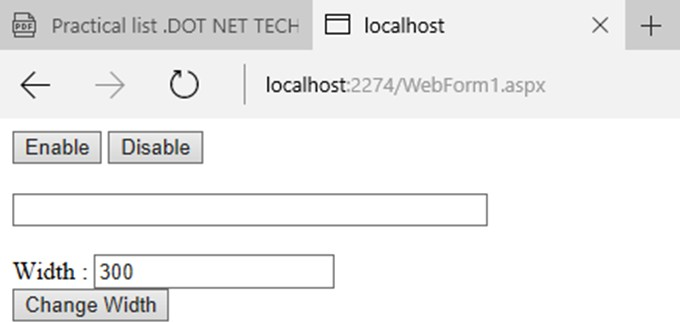 PDF Practical list .DOT NET TECH localhost
localhost:2274/WebForm1.aspx
Enable Disable
Width : 300
Change Width